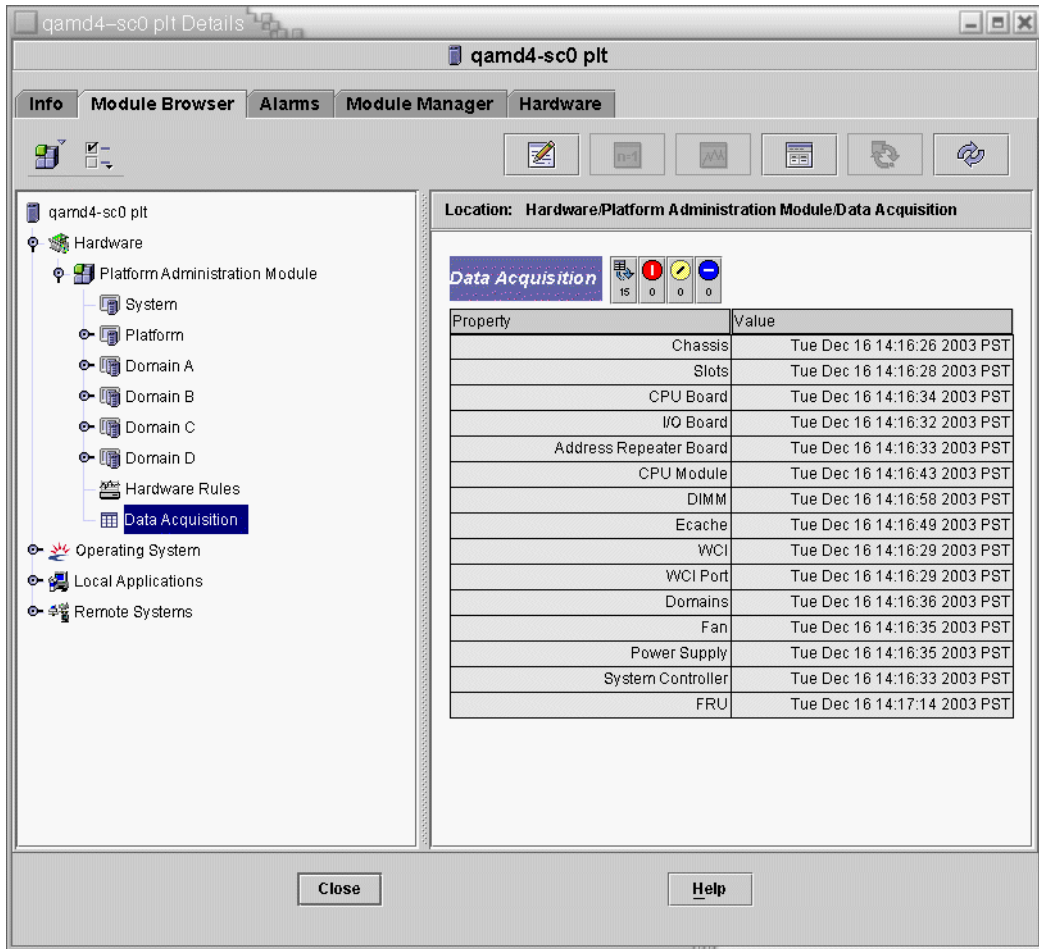 qamd4–sc0 plt Details
qamd4-sc0 plt
Info Module Browser Alarms Module Manager Hardware
n=1
qamd4-sc0 plt
Hardware
Platform Administration Module
System
Platform
Domain A
Domain B
Domain C
Domain D
Hardware Rules
Data Acquisition
Operating System
Local Applications
Remote Systems
Location: Hardware/Platform Administration Module/Data Acquisition
Data Acquisition
15 0 0 0
Property Value
Chassis Tue Dec 16 14:16:26 2003 PST
Slots Tue Dec 16 14:16:28 2003 PST
CPU Board Tue Dec 16 14:16:34 2003 PST
I/O Board Tue Dec 16 14:16:32 2003 PST
Address Repeater Board Tue Dec 16 14:16:33 2003 PST
CPU Module Tue Dec 16 14:16:43 2003 PST
DIMM Tue Dec 16 14:16:58 2003 PST
Ecache Tue Dec 16 14:16:49 2003 PST
WCI Tue Dec 16 14:16:29 2003 PST
WCI Port Tue Dec 16 14:16:29 2003 PST
Domains Tue Dec 16 14:16:36 2003 PST
Fan Tue Dec 16 14:16:35 2003 PST
Power Supply Tue Dec 16 14:16:35 2003 PST
System Controller Tue Dec 16 14:16:33 2003 PST
FRU Tue Dec 16 14:17:14 2003 PST
Close Help